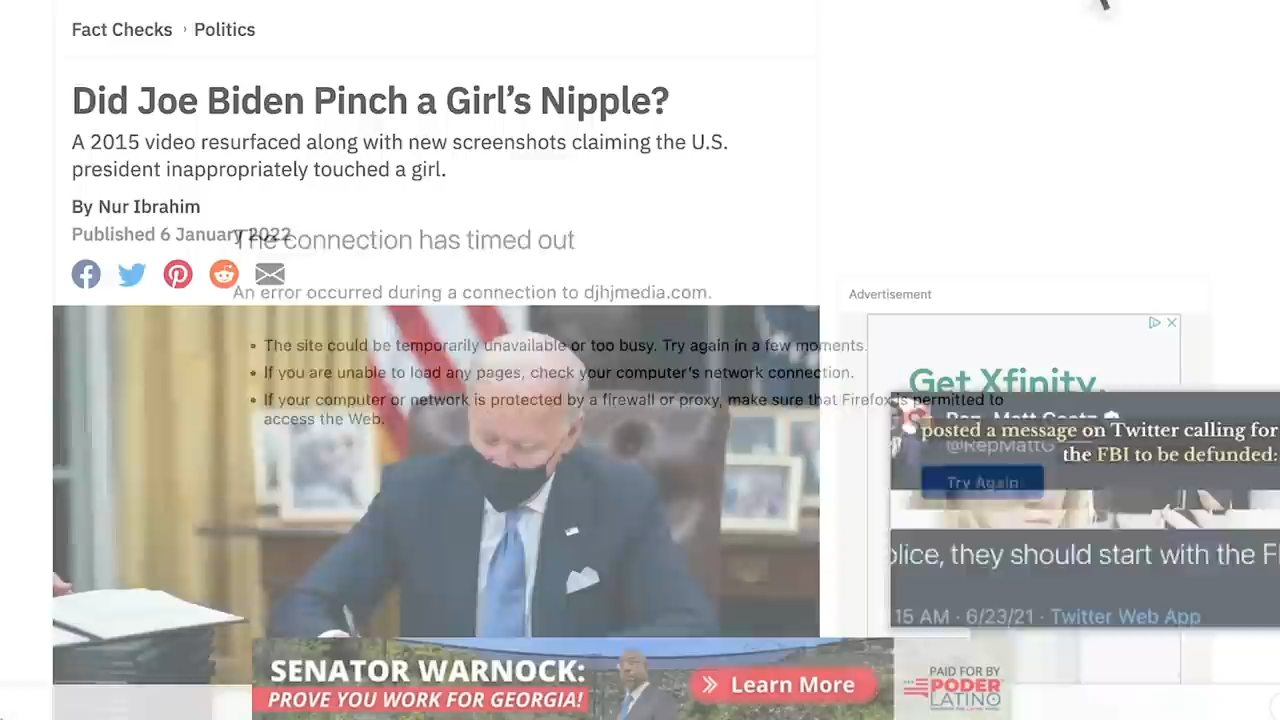 Fact Checks › Politics
Did Joe Biden Pinch a Girl's Nipple?
A 2015 video resurfaced along with new screenshots claiming the U.S.
president inappropriately touched a girl.
By Nur Ibrahim
Published 6 January 2022
The connection has timed out
An error occurred during a connection to djhjmedia.com.
• The site could be temporarily unavailable or too busy. Try again in a few moments.
• If you are unable to load any pages, check your computer's network connection.
• If your computer or network is protected by a firewall or proxy, make sure that Firefox is permitted to
access the Web.
Advertisement
Get Xfinity.
Rep. Matt Gaetz
posted a message on Twitter calling for
@RepMattG
the FBI to be defunded:
Try Again
olice, they should start with the F
15 AM · 6/23/21 · Twitter Web App
SENATOR WARNOCK:
PROVE YOU WORK FOR GEORGIA!
Learn More
PAID FOR BY
PODER
LATINO